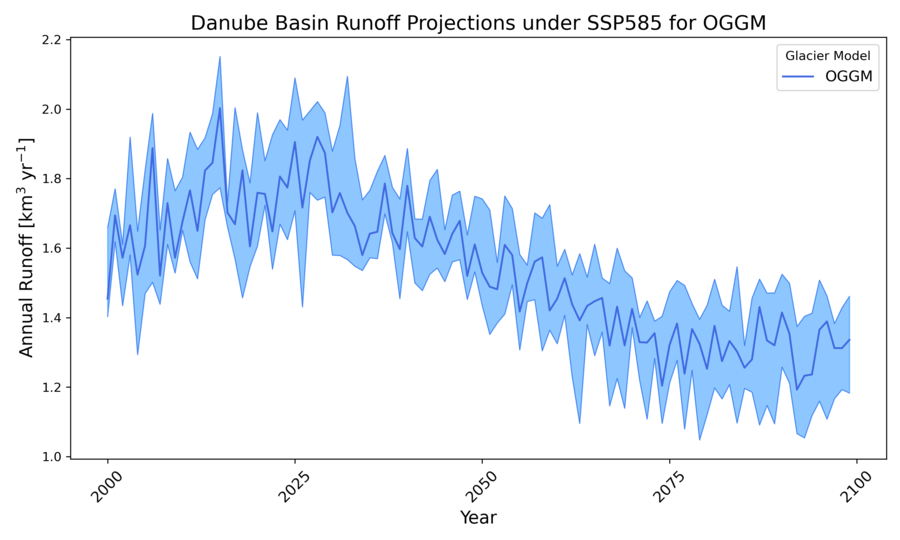 Danube Basin Runoff Projections under SSP585 for OGGM
Glacier Model
OGGM
Annual Runoff [km³ yr⁻¹]
2.2
2.0
1.8
1.6
1.4
1.2
1.0
2000 2025 2050 2075 2100
Year